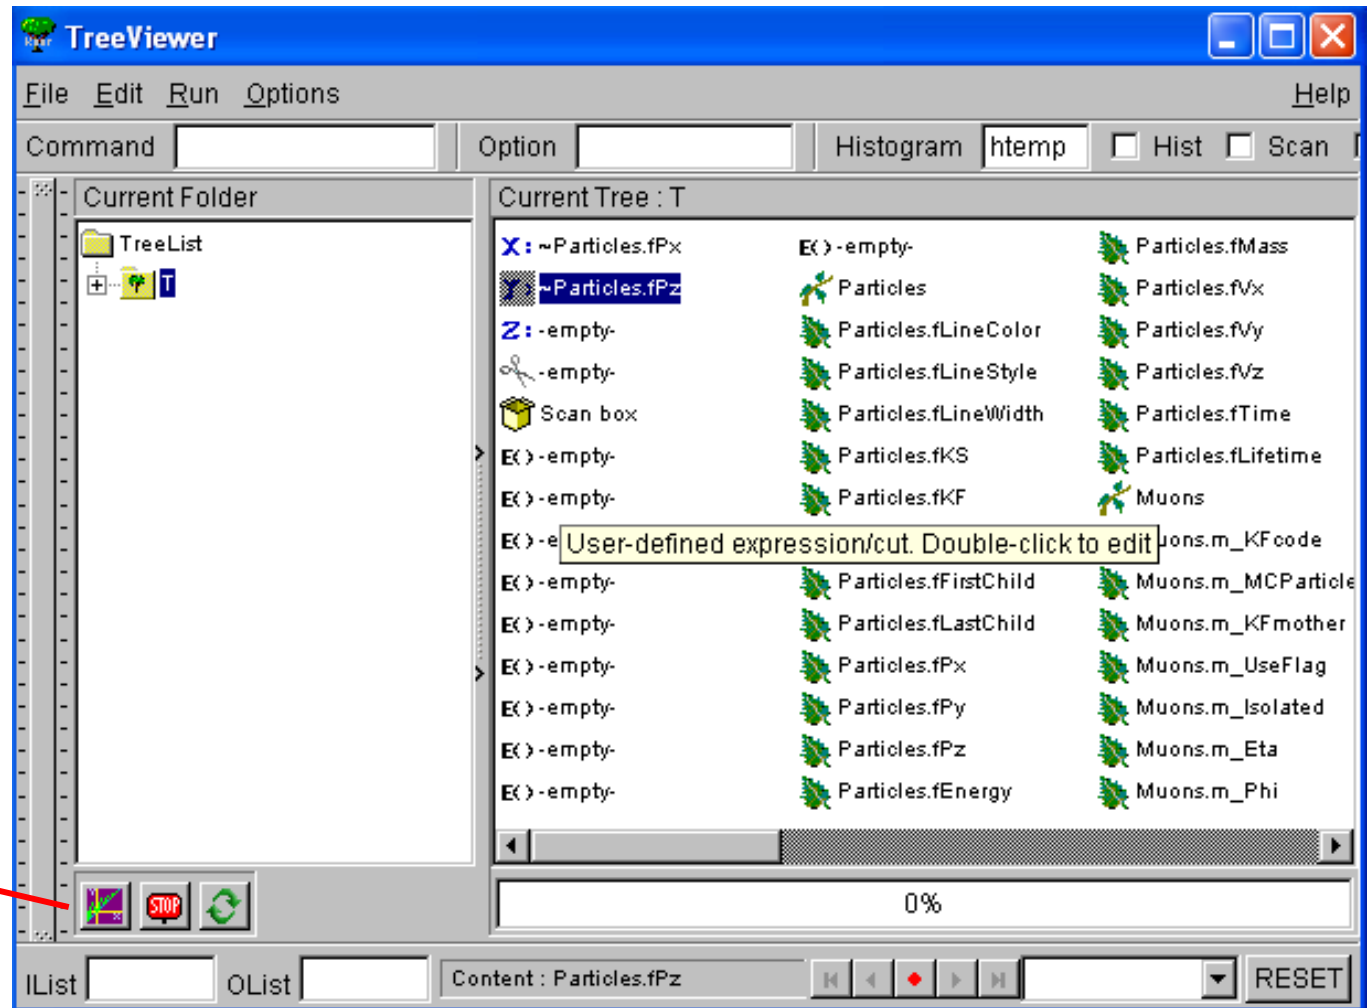 TreeViewer
File Edit Run Options Help
Command Option Histogram htemp Hist Scan
Current Folder
TreeList
T
Current Tree : T
X: ~Particles.fPx
Y: ~Particles.fPz
Z: -empty-
-empty-
Scan box
E() -empty-
E() -empty-
E() -e
E() -empty-
E() -empty-
E() -empty-
E() -empty-
E() -empty-
E() -empty-
E() -empty-
Particles
Particles.fLineColor
Particles.fLineStyle
Particles.fLineWidth
Particles.fKS
Particles.fKF
User-defined expression/cut. Double-click to edit
Particles.fFirstChild
Particles.fLastChild
Particles.fPx
Particles.fPy
Particles.fPz
Particles.fEnergy
Particles.fMass
Particles.fVx
Particles.fVy
Particles.fVz
Particles.fTime
Particles.fLifetime
Muons
uons.m_KFcode
Muons.m_MCParticle
Muons.m_KFmother
Muons.m_UseFlag
Muons.m_Isolated
Muons.m_Eta
Muons.m_Phi
STOP
0%
IList OList Content : Particles.fPz RESET